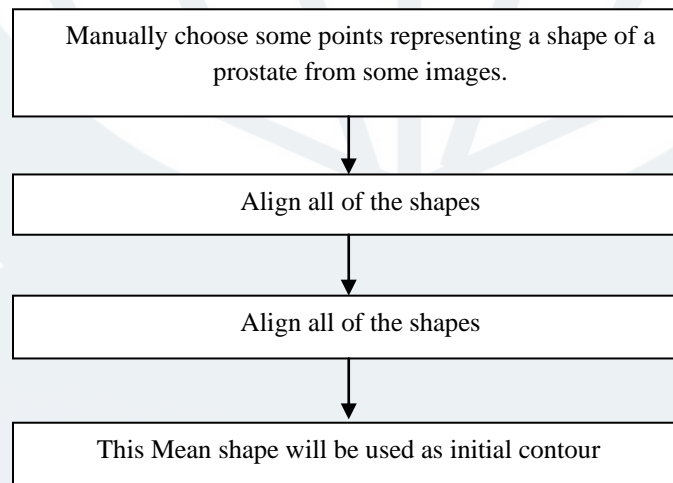 Manually choose some points representing a shape of a
prostate from some images.
Align all of the shapes
Align all of the shapes
This Mean shape will be used as initial contour